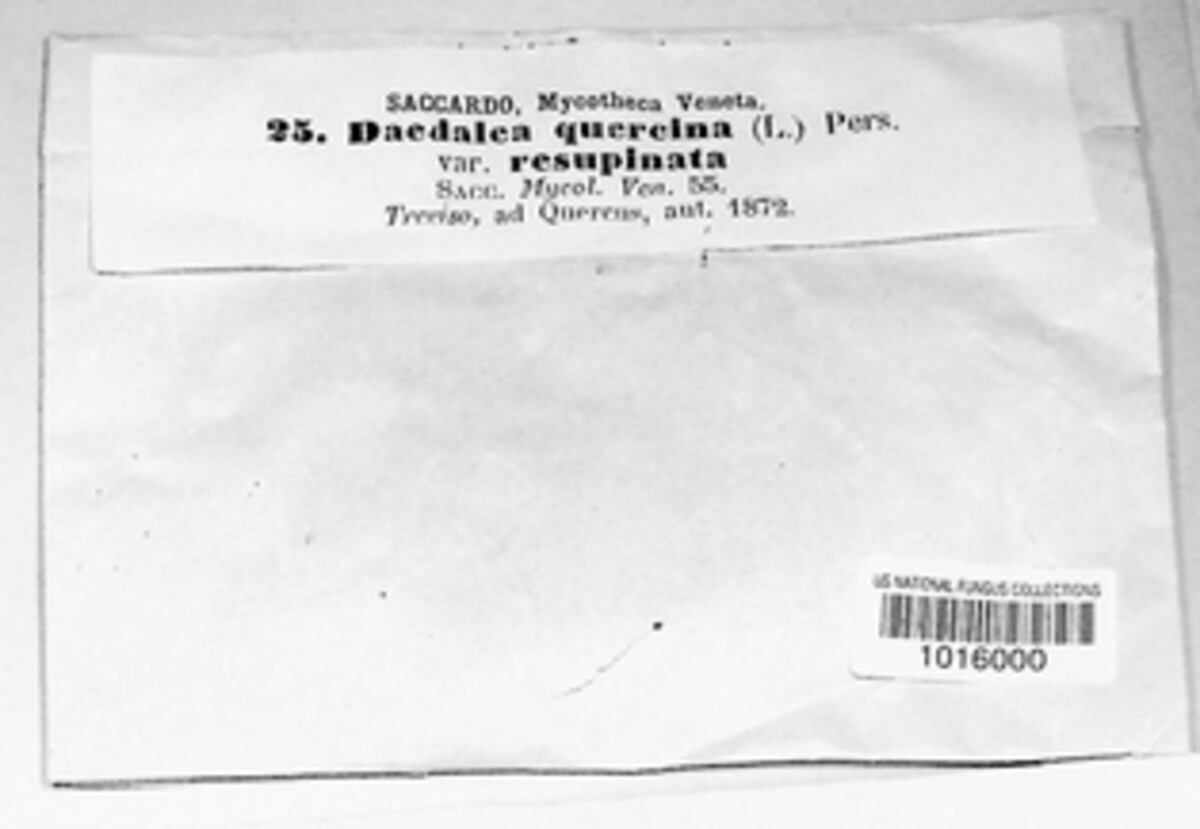 SACCARDO, Mycotheca Veneta.
25. Daedalea quercina (L.) Pers.
var. resupinata
SACC. Mycol. Ven. 55.
Treviso, ad Quercus, aut. 1872.
US NATIONAL FUNGUS COLLECTIONS
1016000